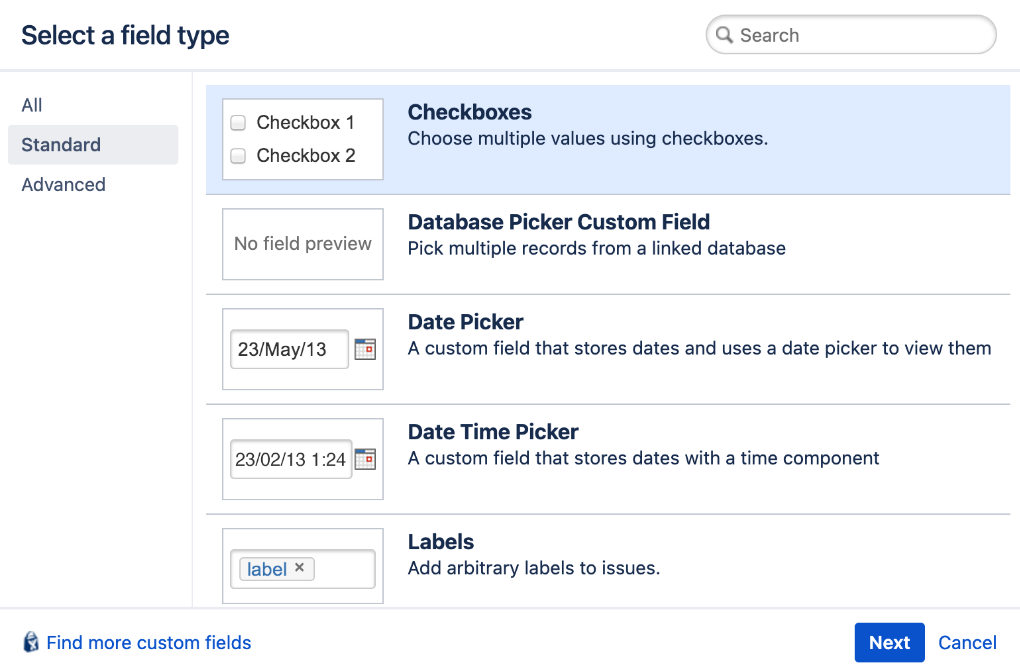 Select a field type
Search
All
Standard
Advanced
Checkbox 1
Checkbox 2
Checkboxes
Choose multiple values using checkboxes.
No field preview
Database Picker Custom Field
Pick multiple records from a linked database
23/May/13
Date Picker
A custom field that stores dates and uses a date picker to view them
23/02/13 1:24
Date Time Picker
A custom field that stores dates with a time component
label ×
Labels
Add arbitrary labels to issues.
Find more custom fields
Next
Cancel